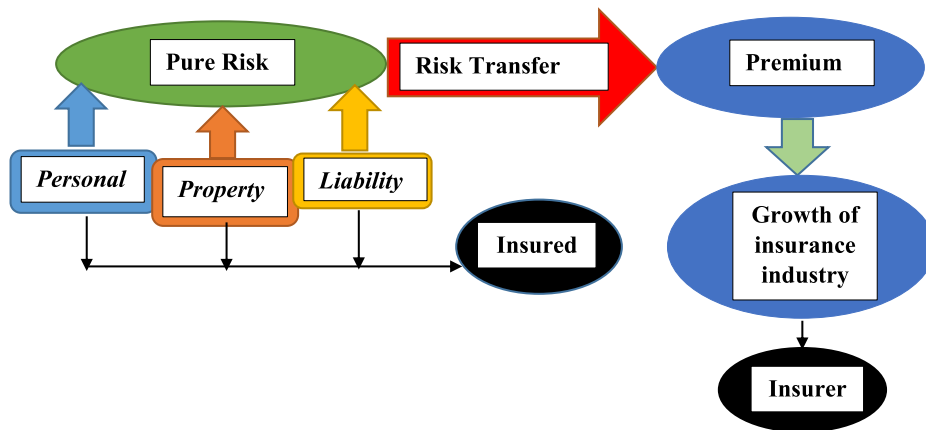 Pure Risk
Risk Transfer
Premium
Personal
Property
Liability
Insured
Growth of
insurance
industry
Insurer